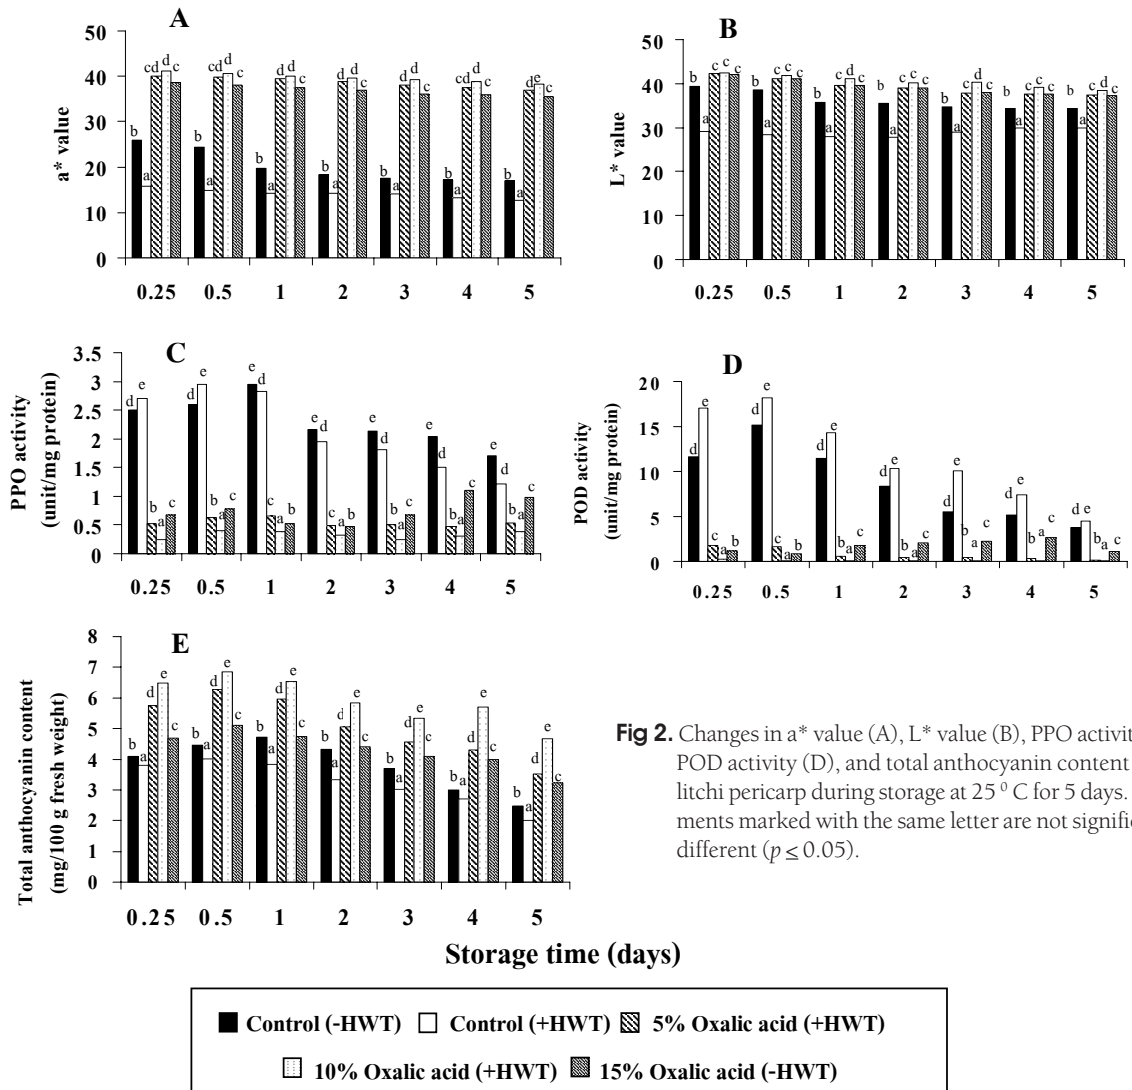 A
B
a* value
50
40
30
20
10
0
b a cd d c
b a cd d c
b a d d c
b a d d c
b a d d c
b a cd d c
b a d e c
0.25 0.5 1 2 3 4 5
L* value
50
40
30
20
10
0
b a c c c
b a c c c
b a c d c
b a c c c
b a c d c
b a c c c
b a c d c
0.25 0.5 1 2 3 4 5
C
D
PPO activity
(unit/mg protein)
3.5
3
2.5
2
1.5
1
0.5
0
d e b a c
d e b a c
e d b a c
e d b a c
e d b a c
e d b a c
e d b a c
0.25 0.5 1 2 3 4 5
POD activity
(unit/mg protein)
20
15
10
5
0
d e c a b
d e c a b
d e b a c
d e b a c
d e b a c
d e b a c
d e b a c
0.25 0.5 1 2 3 4 5
E
Total anthocyanin content
(mg/100 g fresh weight)
8
7
6
5
4
3
2
1
0
b a d e c
b a d e c
b a d e c
b a d e c
b a d e c
b a d e c
b a d e c
0.25 0.5 1 2 3 4 5
Storage time (days)
Fig 2. Changes in a* value (A), L* value (B), PPO activit
POD activity (D), and total anthocyanin content
litchi pericarp during storage at 25 ⁰ C for 5 days.
ments marked with the same letter are not signific
different (p ≤ 0.05).
Control (-HWT) Control (+HWT) 5% Oxalic acid (+HWT)
10% Oxalic acid (+HWT) 15% Oxalic acid (-HWT)